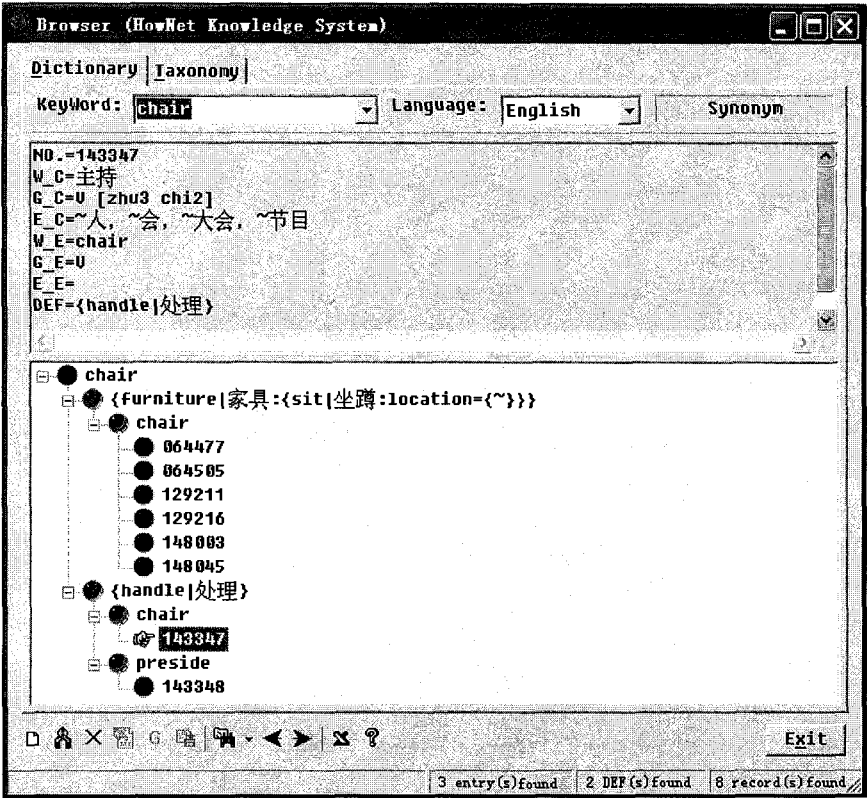 Browser (HowNet Knowledge System)
Dictionary Taxonomy
KeyWord: chair Language: English Synonym
NO.=143347
W_C=主持
G_C=V [zhu3 chi2]
E_C=~人, ~会, ~大会, ~节目
W_E=chair
G_E=V
E_E=
DEF={handle|处理}
chair
{furniture|家具:{sit|坐蹲:location={~}}}
chair
064477
064505
129211
129216
148003
148045
{handle|处理}
chair
143347
preside
143348
G ?
Exit
3 entry(s)found 2 DEF(s)found 8 record(s)found